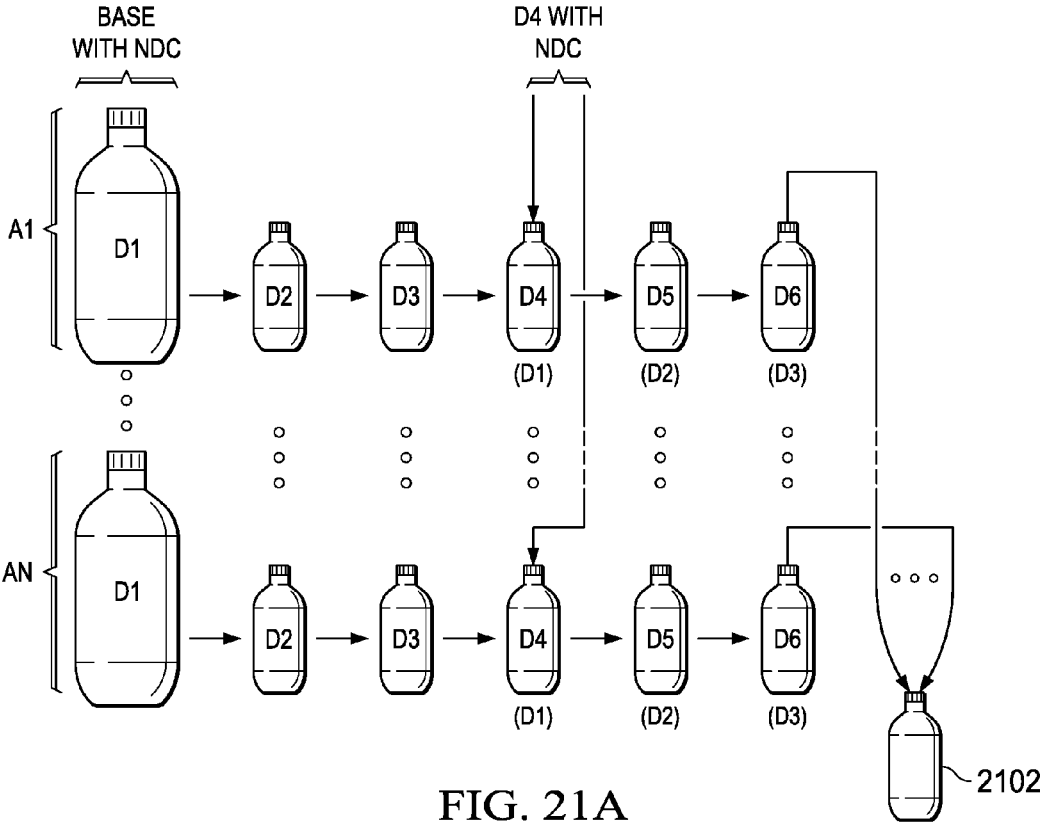 BASE
WITH NDC
D4 WITH
NDC
A1
D1
D2
D3
D4
D5
D6
(D1)
(D2)
(D3)
AN
D1
D2
D3
D4
D5
D6
(D1)
(D2)
(D3)
2102
FIG. 21A